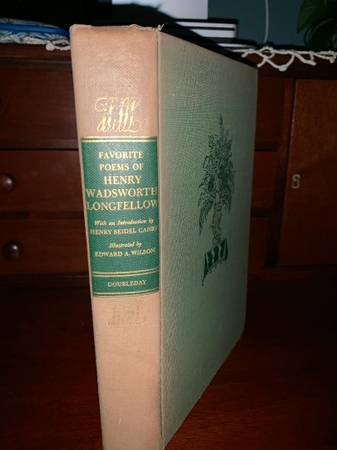 FAVORITE
POEMS OF
HENRY
WADSWORTH
LONGFELLOW
With an Introduction by
HENRY SEIDEL CANBY
Illustrated by
EDWARD A. WILSON
DOUBLEDAY